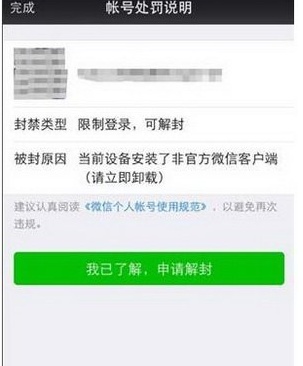 完成 帐号处罚说明
封禁类型 限制登录，可解封
被封原因 当前设备安装了非官方微信客户端
（请立即卸载）
建议认真阅读《微信个人帐号使用规范》，以避免再次
违规。
我已了解，申请解封